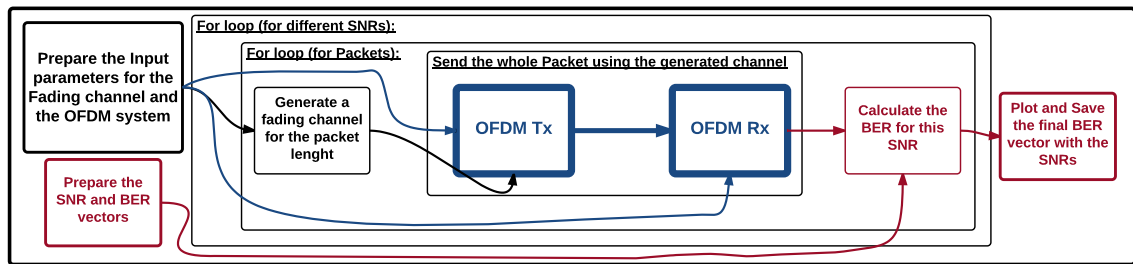 For loop (for different SNRs):
Prepare the Input
parameters for the
Fading channel and
the OFDM system
For loop (for Packets):
Send the whole Packet using the generated channel
Generate a
fading channel
for the packet
lenght
OFDM Tx
OFDM Rx
Calculate the
BER for this
SNR
Plot and Save
the final BER
vector with the
SNRs
Prepare the
SNR and BER
vectors